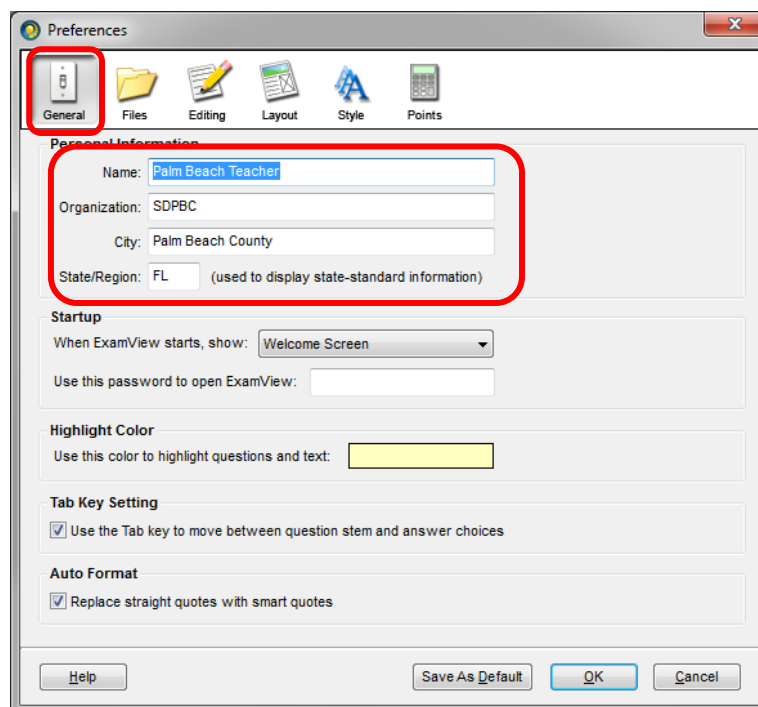 Preferences
General Files Editing Layout Style Points
Personal Information
Name: Palm Beach Teacher
Organization: SDPBC
City: Palm Beach County
State/Region: FL (used to display state-standard information)
Startup
When ExamView starts, show: Welcome Screen
Use this password to open ExamView:
Highlight Color
Use this color to highlight questions and text:
Tab Key Setting
Use the Tab key to move between question stem and answer choices
Auto Format
Replace straight quotes with smart quotes
Help Save As Default OK Cancel